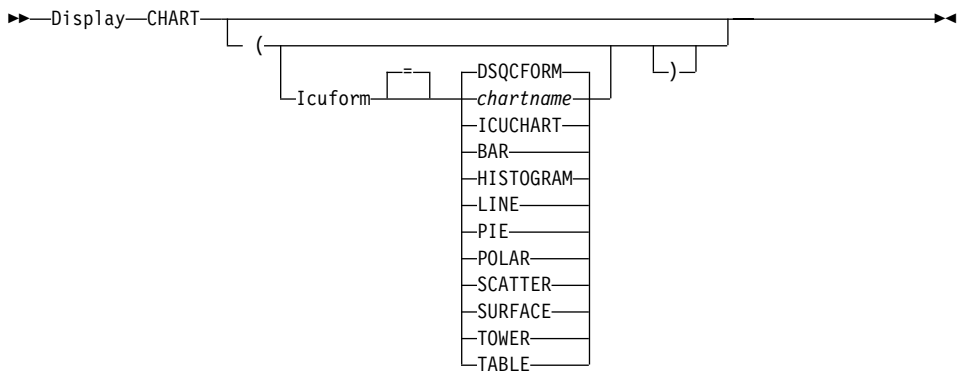 Display CHART
(
Icuform = DSQCFORM )
chartname
ICUCHART
BAR
HISTOGRAM
LINE
PIE
POLAR
SCATTER
SURFACE
TOWER
TABLE